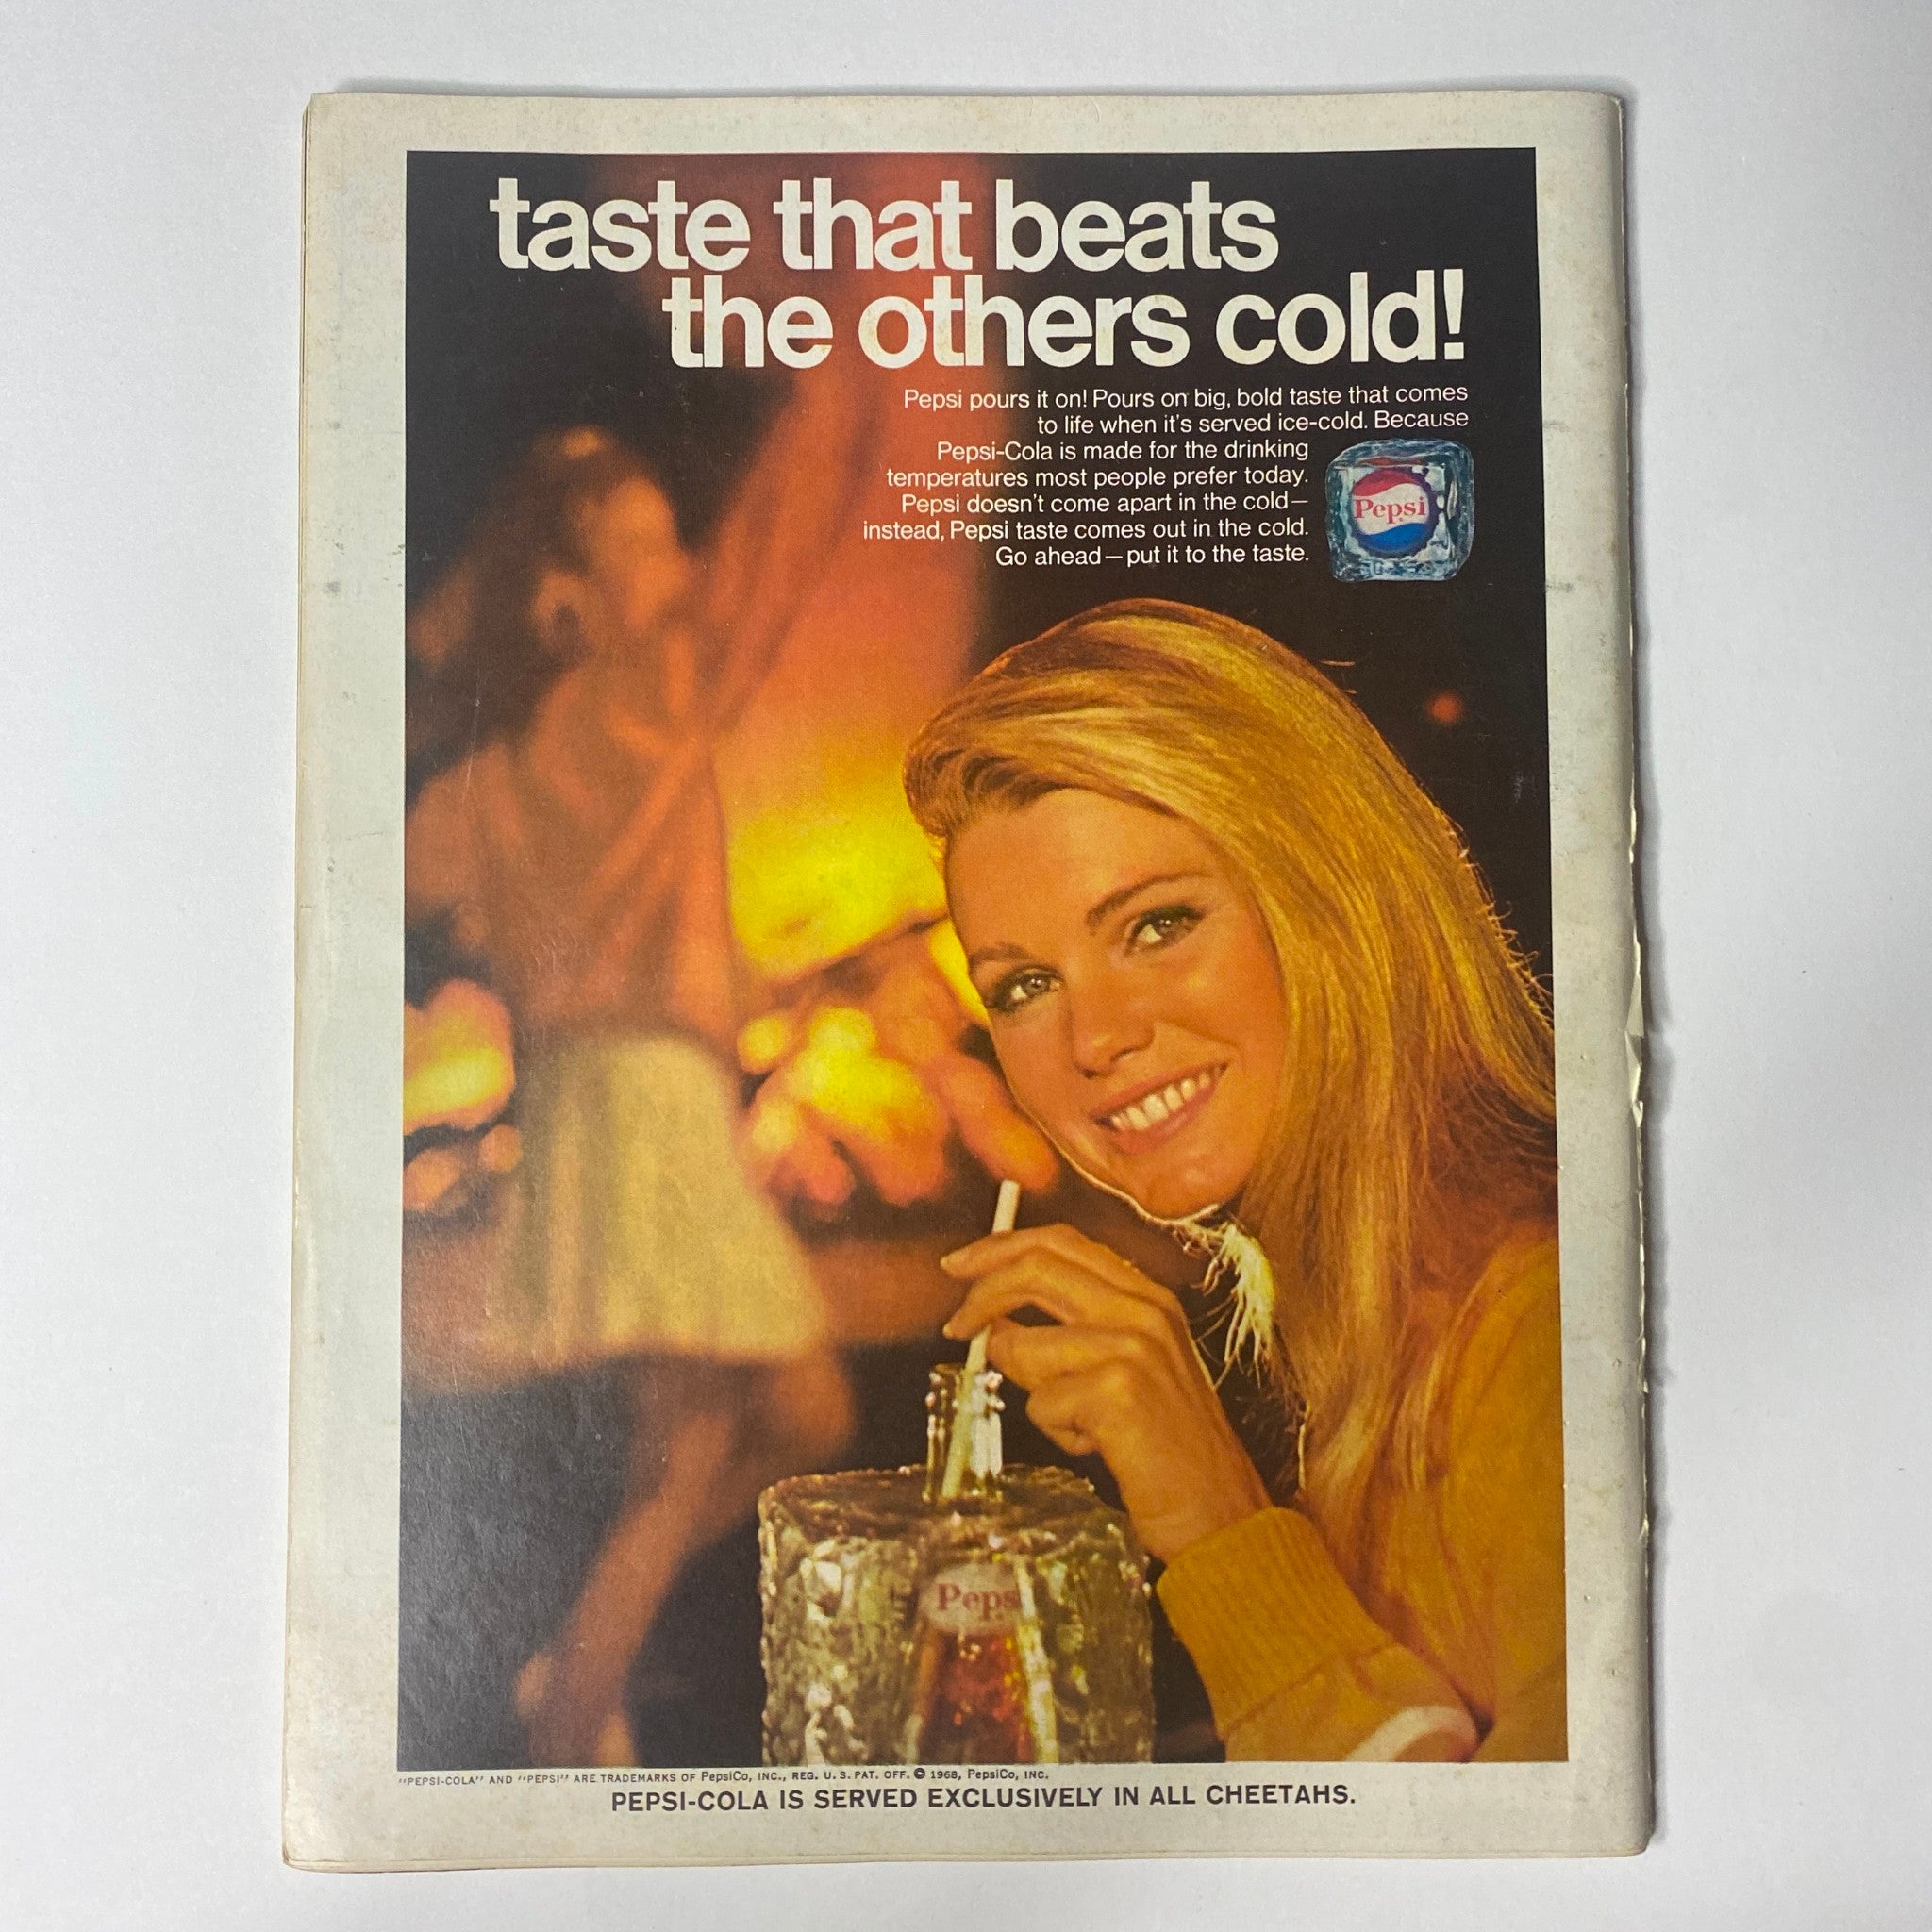 taste that beats
the others cold!
Pepsi pours it on! Pours on big, bold taste that comes
to life when it's served ice-cold. Because
Pepsi-Cola is made for the drinking
temperatures most people prefer today.
Pepsi doesn't come apart in the cold—
instead, Pepsi taste comes out in the cold.
Go ahead—put it to the taste.
Pepsi
Peps
"PEPSI-COLA" AND "PEPSI" ARE TRADEMARKS OF PepsiCo, INC., REG. U. S. PAT. OFF. © 1968, PepsiCo, INC.
PEPSI-COLA IS SERVED EXCLUSIVELY IN ALL CHEETAHS.